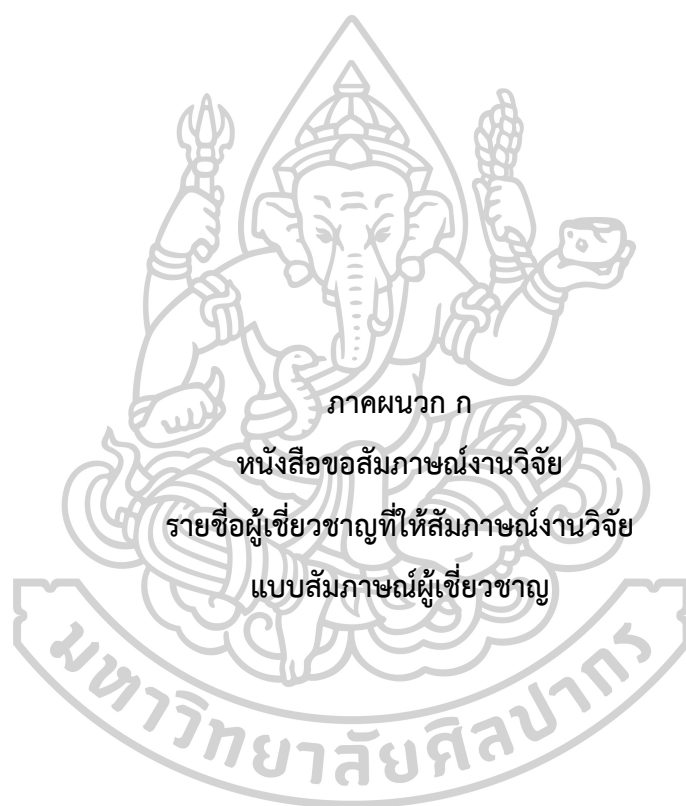 ภาคผนวก ก
หนังสือขอสัมภาษณ์งานวิจัย
รายชื่อผู้เชี่ยวชาญที่ให้สัมภาษณ์งานวิจัย
แบบสัมภาษณ์ผู้เชี่ยวชาญ
มหาวิทยาลัยศิลปากร